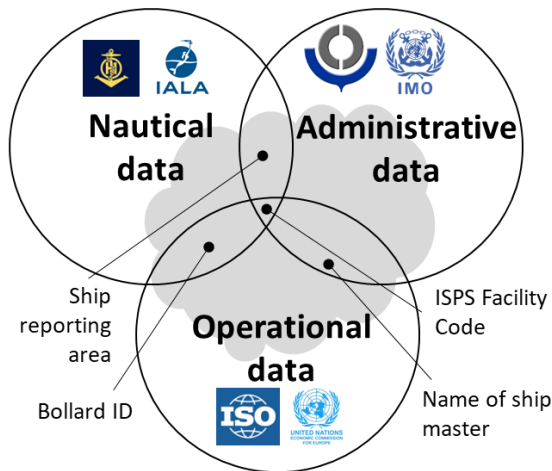 IALA
IMO
Nautical
data
Administrative
data
Ship
reporting
area
ISPS Facility
Code
Operational
data
Bollard ID
Name of ship
master
ISO
UNITED NATIONS
ECONOMIC COMMISSION
FOR EUROPE